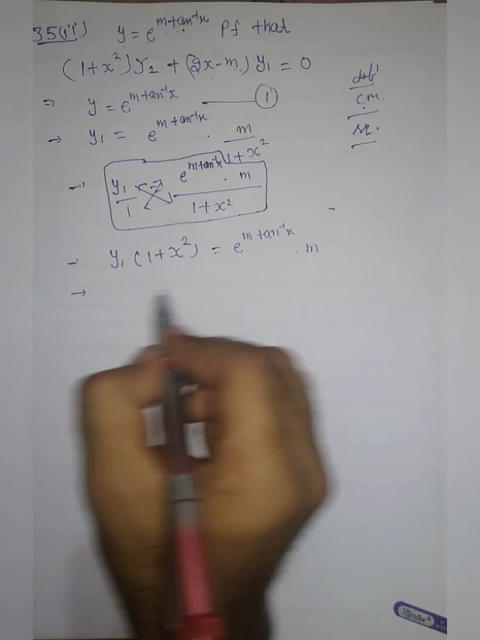 35(ii) y = e^(m tan⁻¹x) Pf that
(1+x²)y₂ + (2x-m)y₁ = 0
⇒ y = e^(m tan⁻¹x) —— ①
→ y₁ = e^(m tan⁻¹x) · m/(1+x²)
y₁/1 = e^(m tan⁻¹x) · m/(1+x²)
y₁(1+x²) = e^(m tan⁻¹x) · m
→
c.m.